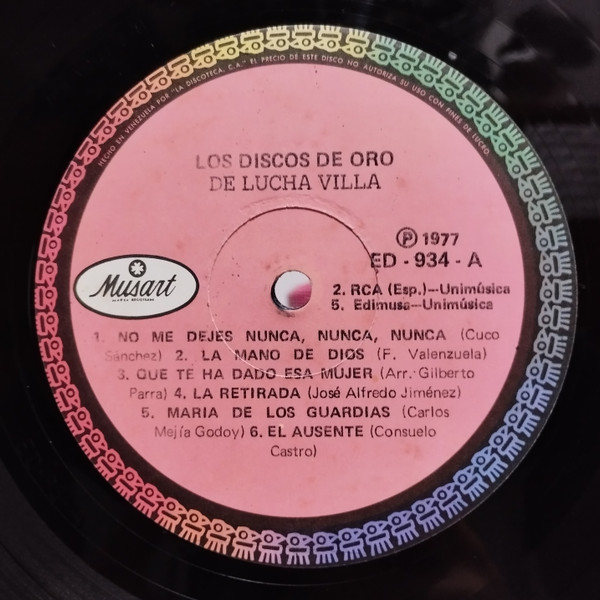 HECHO EN VENEZUELA POR "LA DISCOTECA, C.A." EL PRECIO DE ESTE DISCO NO AUTORIZA SU USO CON FINES DE LUCRO
LOS DISCOS DE ORO
DE LUCHA VILLA
Ⓟ 1977
ED - 934 - A
Musart
MARCA REGISTRADA
2. RCA (Esp.)—Unimúsica
5. Edimusa—Unimúsica
1. NO ME DEJES NUNCA, NUNCA, NUNCA (Cuco
Sánchez) 2. LA MANO DE DIOS (F. Valenzuela)
3. QUE TE HA DADO ESA MUJER (Arr. Gilberto
Parra) 4. LA RETIRADA (José Alfredo Jiménez)
5. MARIA DE LOS GUARDIAS (Carlos
Mejía Godoy) 6. EL AUSENTE (Consuelo
Castro)